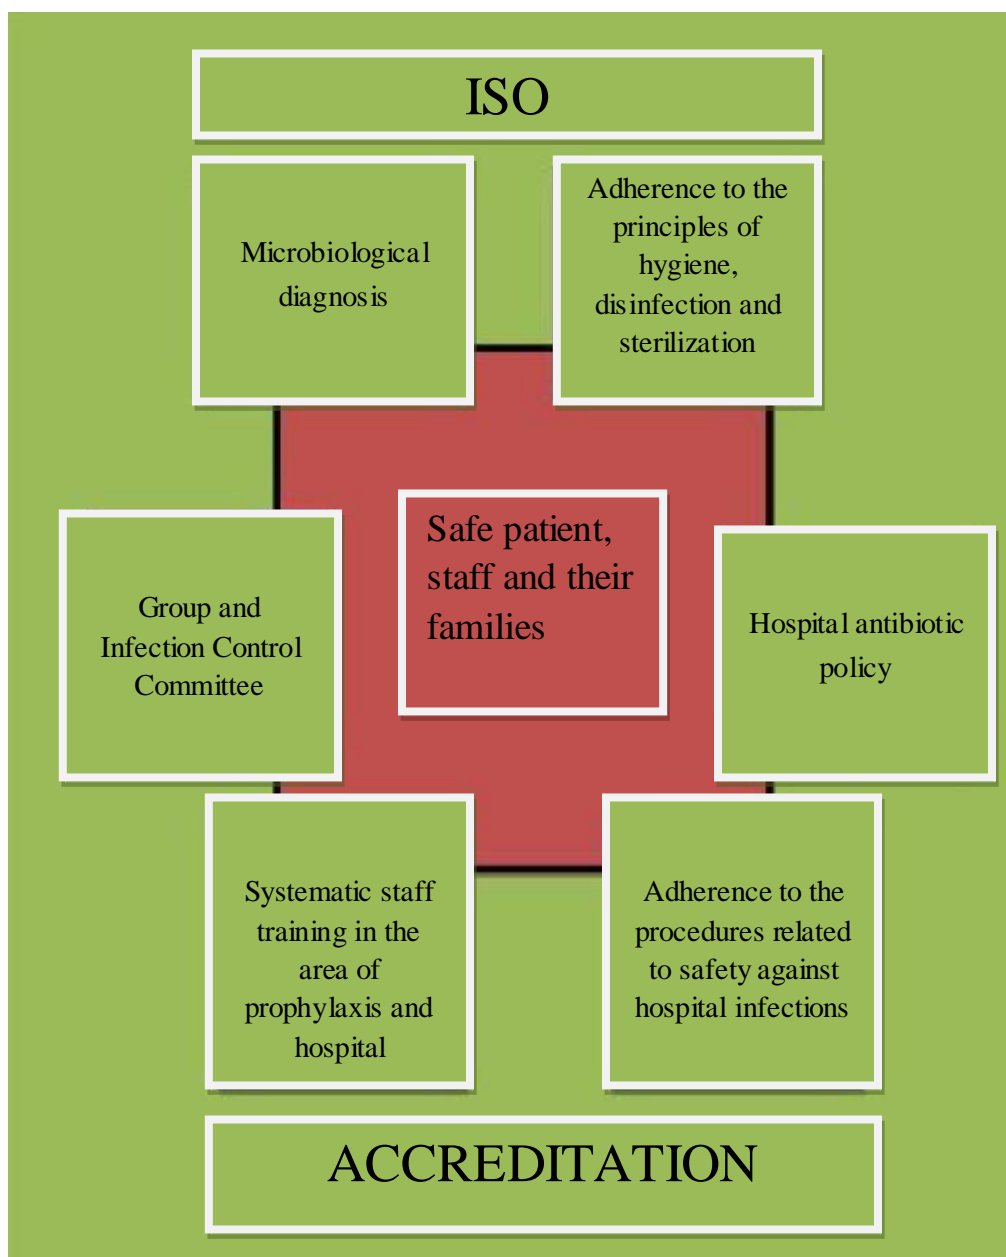 ISO
Microbiological
diagnosis
Adherence to the
principles of
hygiene,
disinfection and
sterilization
Safe patient,
staff and their
families
Group and
Infection Control
Committee
Hospital antibiotic
policy
Systematic staff
training in the
area of
prophylaxis and
hospital
Adherence to the
procedures related
to safety against
hospital infections
ACCREDITATION